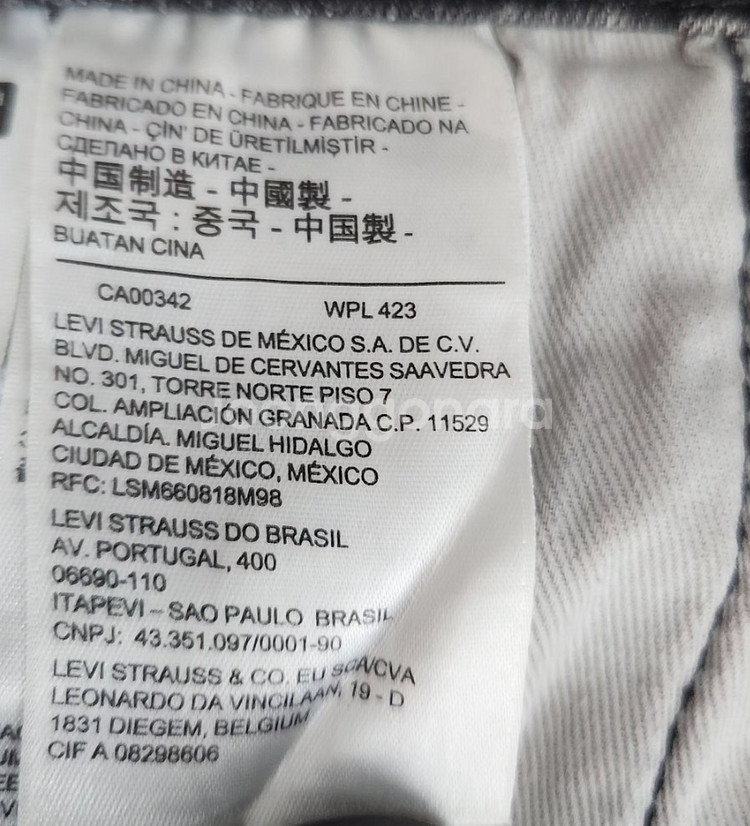 MADE IN CHINA - FABRIQUE EN CHINE -
FABRICADO EN CHINA - FABRICADO NA
CHINA - ÇİN' DE ÜRETİLMİŞTİR -
СДЕЛАНО В КИТАЕ -
中国制造 - 中國製 -
제조국 : 중국 - 中国製 -
BUATAN CINA
CA00342 WPL 423
LEVI STRAUSS DE MÉXICO S.A. DE C.V.
BLVD. MIGUEL DE CERVANTES SAAVEDRA
NO. 301, TORRE NORTE PISO 7
COL. AMPLIACIÓN GRANADA C.P. 11529
ALCALDÍA. MIGUEL HIDALGO
CIUDAD DE MÉXICO, MÉXICO
RFC: LSM660818M98
LEVI STRAUSS DO BRASIL
AV. PORTUGAL, 400
06690-110
ITAPEVI – SAO PAULO BRASIL
CNPJ: 43.351.097/0001-90
LEVI STRAUSS & CO. EU SCA/CVA
LEONARDO DA VINCILAAN, 19 - D
1831 DIEGEM, BELGIUM
CIF A 08298606